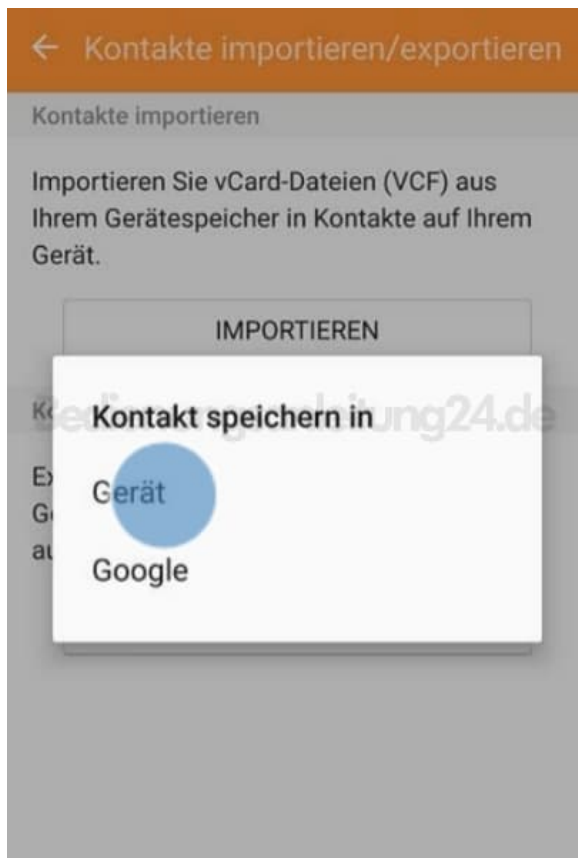 Kontakte importieren/exportieren
Kontakte importieren
Importieren Sie vCard-Dateien (VCF) aus
Ihrem Gerätespeicher in Kontakte auf Ihrem
Gerät.
IMPORTIEREN
Kontakt speichern in
Gerät
Google